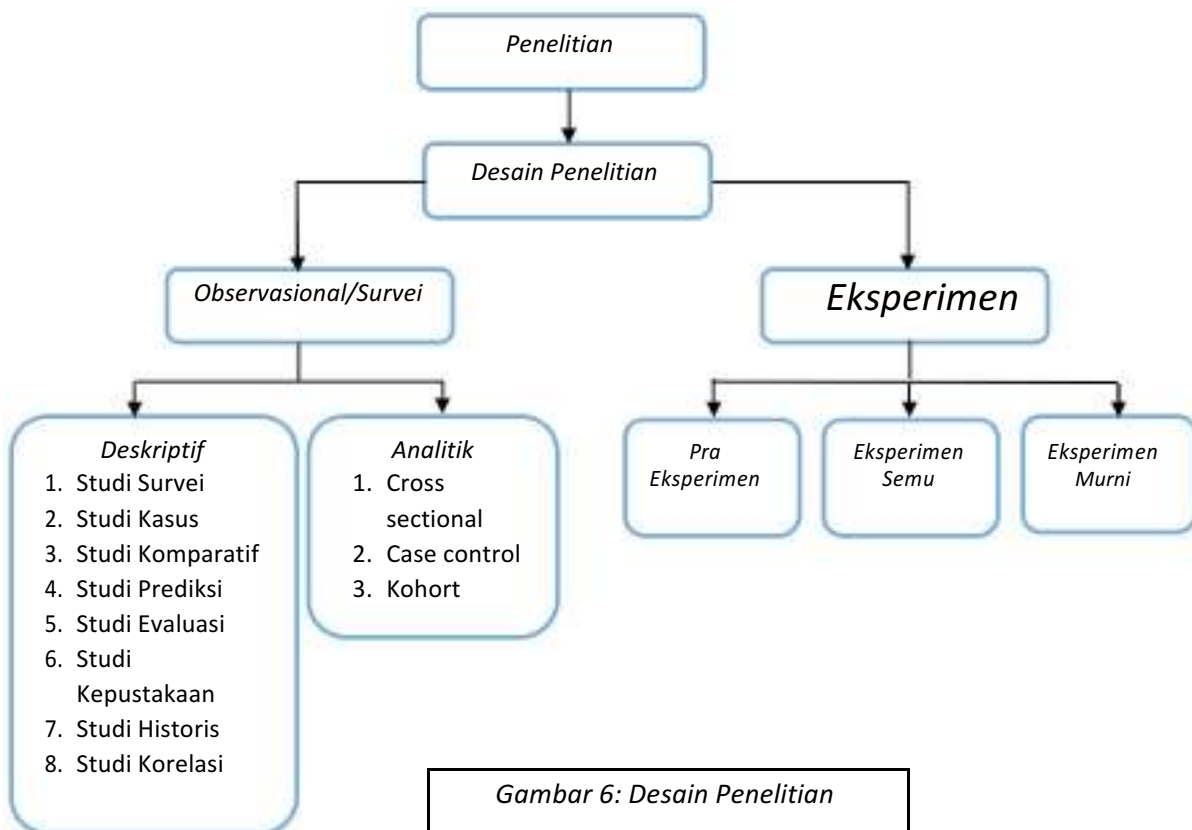 Penelitian
Desain Penelitian
Observasional/Survei
Eksperimen
Deskriptif
1. Studi Survei
2. Studi Kasus
3. Studi Komparatif
4. Studi Prediksi
5. Studi Evaluasi
6. Studi
Kepustakaan
7. Studi Historis
8. Studi Korelasi
Analitik
1. Cross
sectional
2. Case control
3. Kohort
Pra
Eksperimen
Eksperimen
Semu
Eksperimen
Murni
Gambar 6: Desain Penelitian